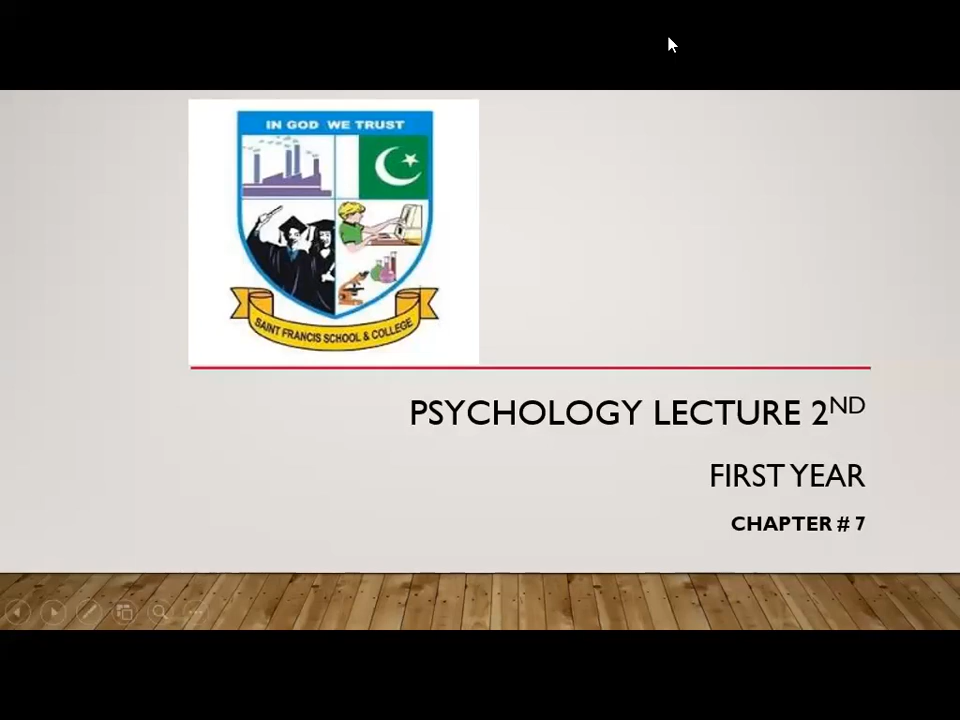 IN GOD WE TRUST
SAINT FRANCIS SCHOOL & COLLEGE
PSYCHOLOGY LECTURE 2ND
FIRST YEAR
CHAPTER # 7